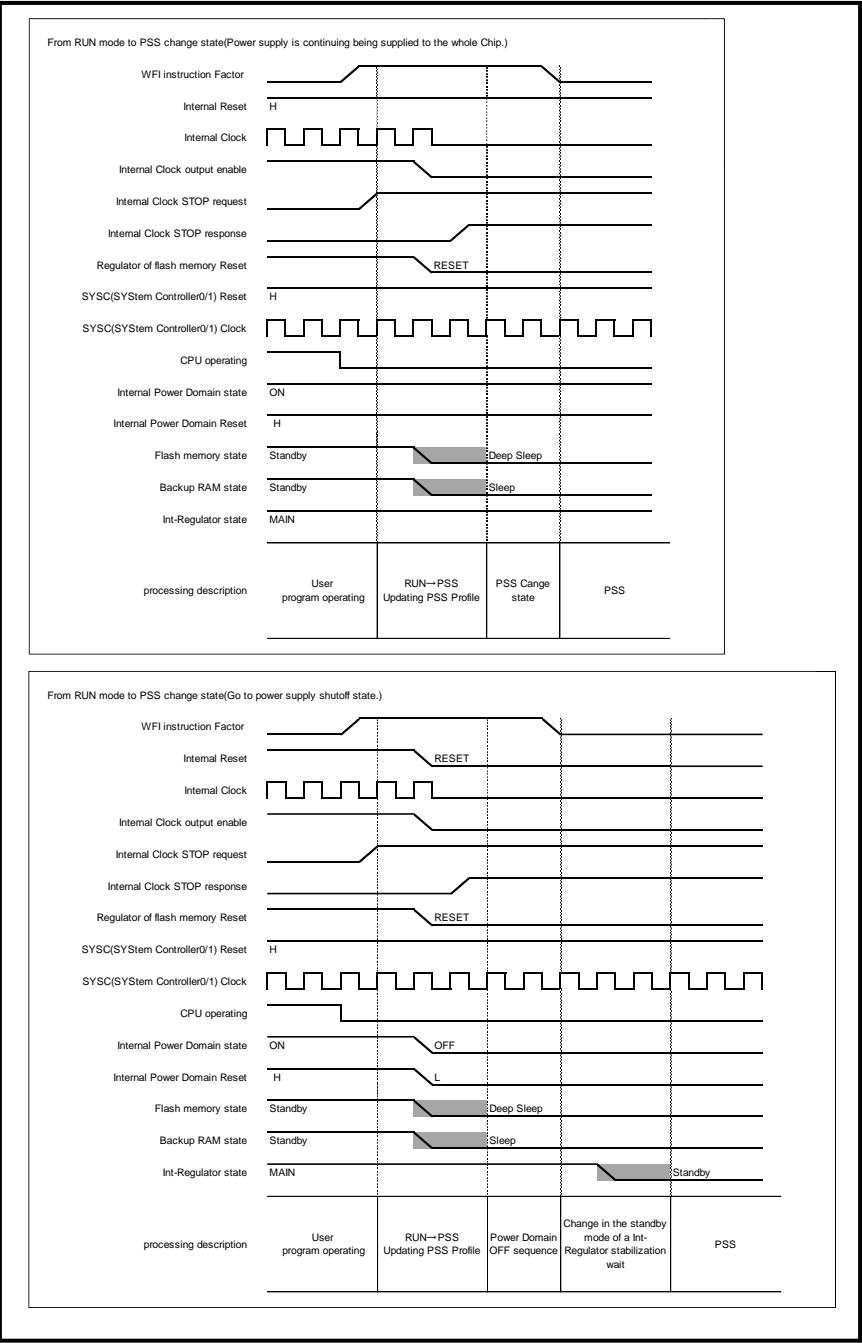 From RUN mode to PSS change state(Power supply is continuing being supplied to the whole Chip.)
WFI instruction Factor
Internal Reset H
Internal Clock
Internal Clock output enable
Internal Clock STOP request
Internal Clock STOP response
Regulator of flash memory Reset RESET
SYSC(SYStem Controller0/1) Reset H
SYSC(SYStem Controller0/1) Clock
CPU operating
Internal Power Domain state ON
Internal Power Domain Reset H
Flash memory state Standby Deep Sleep
Backup RAM state Standby Sleep
Int-Regulator state MAIN
processing description
User
program operating
RUN→PSS
Updating PSS Profile
PSS Cange
state
PSS
From RUN mode to PSS change state(Go to power supply shutoff state.)
WFI instruction Factor
Internal Reset RESET
Internal Clock
Internal Clock output enable
Internal Clock STOP request
Internal Clock STOP response
Regulator of flash memory Reset RESET
SYSC(SYStem Controller0/1) Reset H
SYSC(SYStem Controller0/1) Clock
CPU operating
Internal Power Domain state ON OFF
Internal Power Domain Reset H L
Flash memory state Standby Deep Sleep
Backup RAM state Standby Sleep
Int-Regulator state MAIN Standby
processing description
User
program operating
RUN→PSS
Updating PSS Profile
Power Domain
OFF sequence
Change in the standby
mode of a Int-
Regulator stabilization
wait
PSS